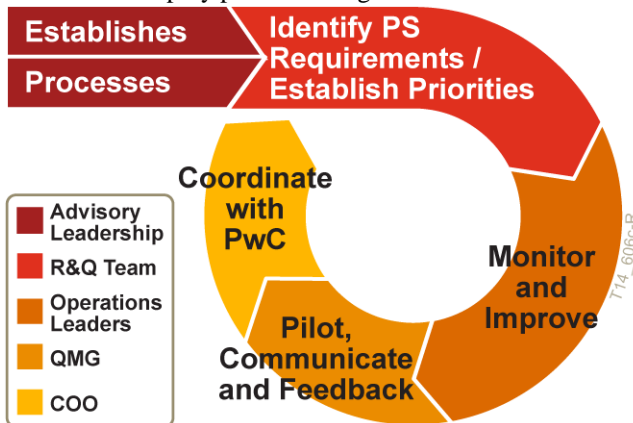 Establishes
Processes
Identify PS
Requirements /
Establish Priorities
Monitor
and
Improve
Pilot,
Communicate
and Feedback
Coordinate
with
PwC
Advisory
Leadership
R&Q Team
Operations
Leaders
QMG
COO